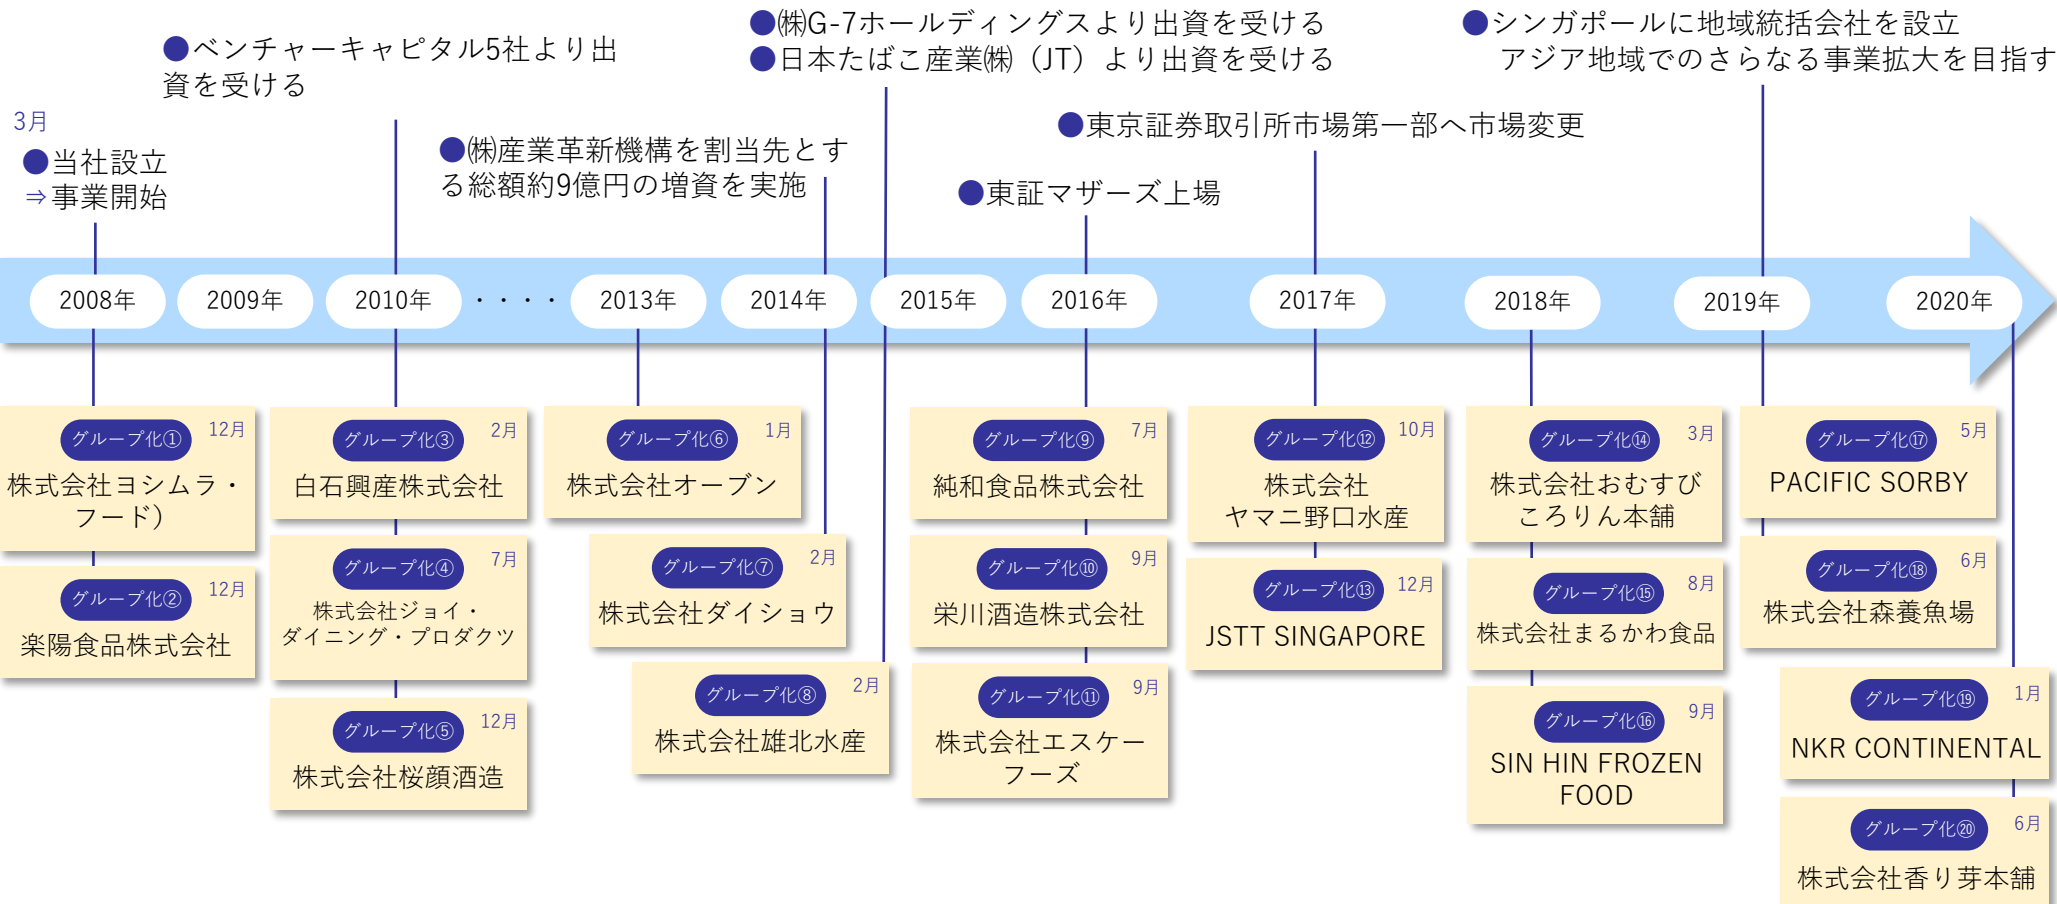 ●ベンチャーキャピタル5社より出
資を受ける
●㈱G-7ホールディングスより出資を受ける
●日本たばこ産業㈱（JT）より出資を受ける
●シンガポールに地域統括会社を設立
アジア地域でのさらなる事業拡大を目指す
3月
●当社設立
⇒事業開始
●㈱産業革新機構を割当先とす
る総額約9億円の増資を実施
●東京証券取引所市場第一部へ市場変更
●東証マザーズ上場
2008年
2009年
2010年
・・・・
2013年
2014年
2015年
2016年
2017年
2018年
2019年
2020年
グループ化① 12月
株式会社ヨシムラ・
フード）
グループ化② 12月
楽陽食品株式会社
グループ化③ 2月
白石興産株式会社
グループ化④ 7月
株式会社ジョイ・
ダイニング・プロダクツ
グループ化⑤ 12月
株式会社桜顔酒造
グループ化⑥ 1月
株式会社オーブン
グループ化⑦ 2月
株式会社ダイショウ
グループ化⑧ 2月
株式会社雄北水産
グループ化⑨ 7月
純和食品株式会社
グループ化⑩ 9月
栄川酒造株式会社
グループ化⑪ 9月
株式会社エスケー
フーズ
グループ化⑫ 10月
株式会社
ヤマニ野口水産
グループ化⑬ 12月
JSTT SINGAPORE
グループ化⑭ 3月
株式会社おむすび
ころりん本舗
グループ化⑮ 8月
株式会社まるかわ食品
グループ化⑯ 9月
SIN HIN FROZEN
FOOD
グループ化⑰ 5月
PACIFIC SORBY
グループ化⑱ 6月
株式会社森養魚場
グループ化⑲ 1月
NKR CONTINENTAL
グループ化⑳ 6月
株式会社香り芽本舗